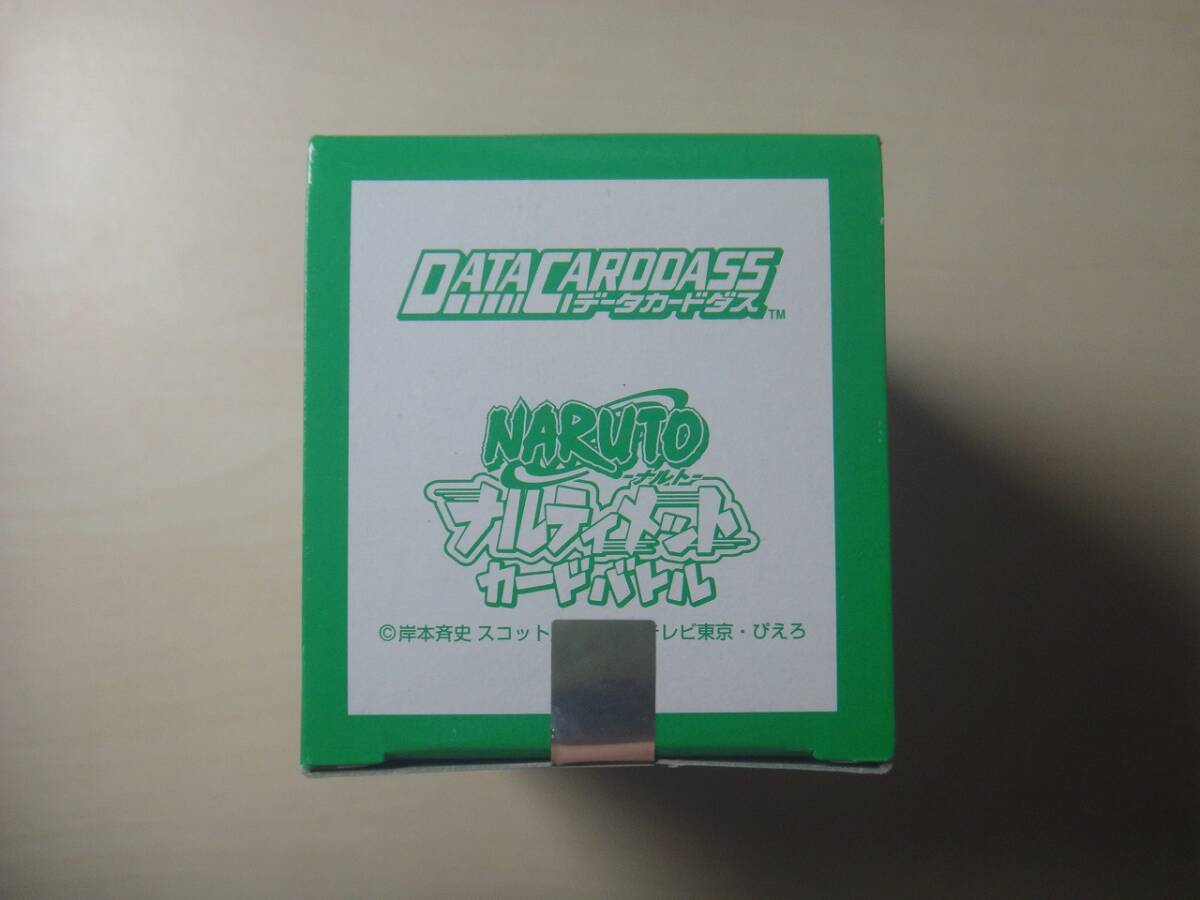 DATA CARDDASS
データカードダス TM
NARUTO
-ナルト-
ナルティメット
カードバトル
©岸本斉史 スコット レビ東京・ぴえろ